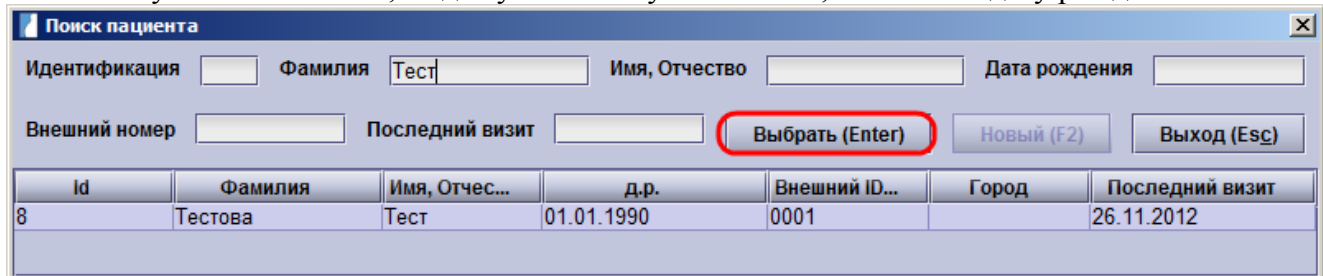 Поиск пациента
Идентификация Фамилия Тест Имя, Отчество Дата рождения
Внешний номер Последний визит Выбрать (Enter) Новый (F2) Выход (Esc)
Id Фамилия Имя, Отчес... д.р. Внешний ID... Город Последний визит
8 Тестова Тест 01.01.1990 0001 26.11.2012